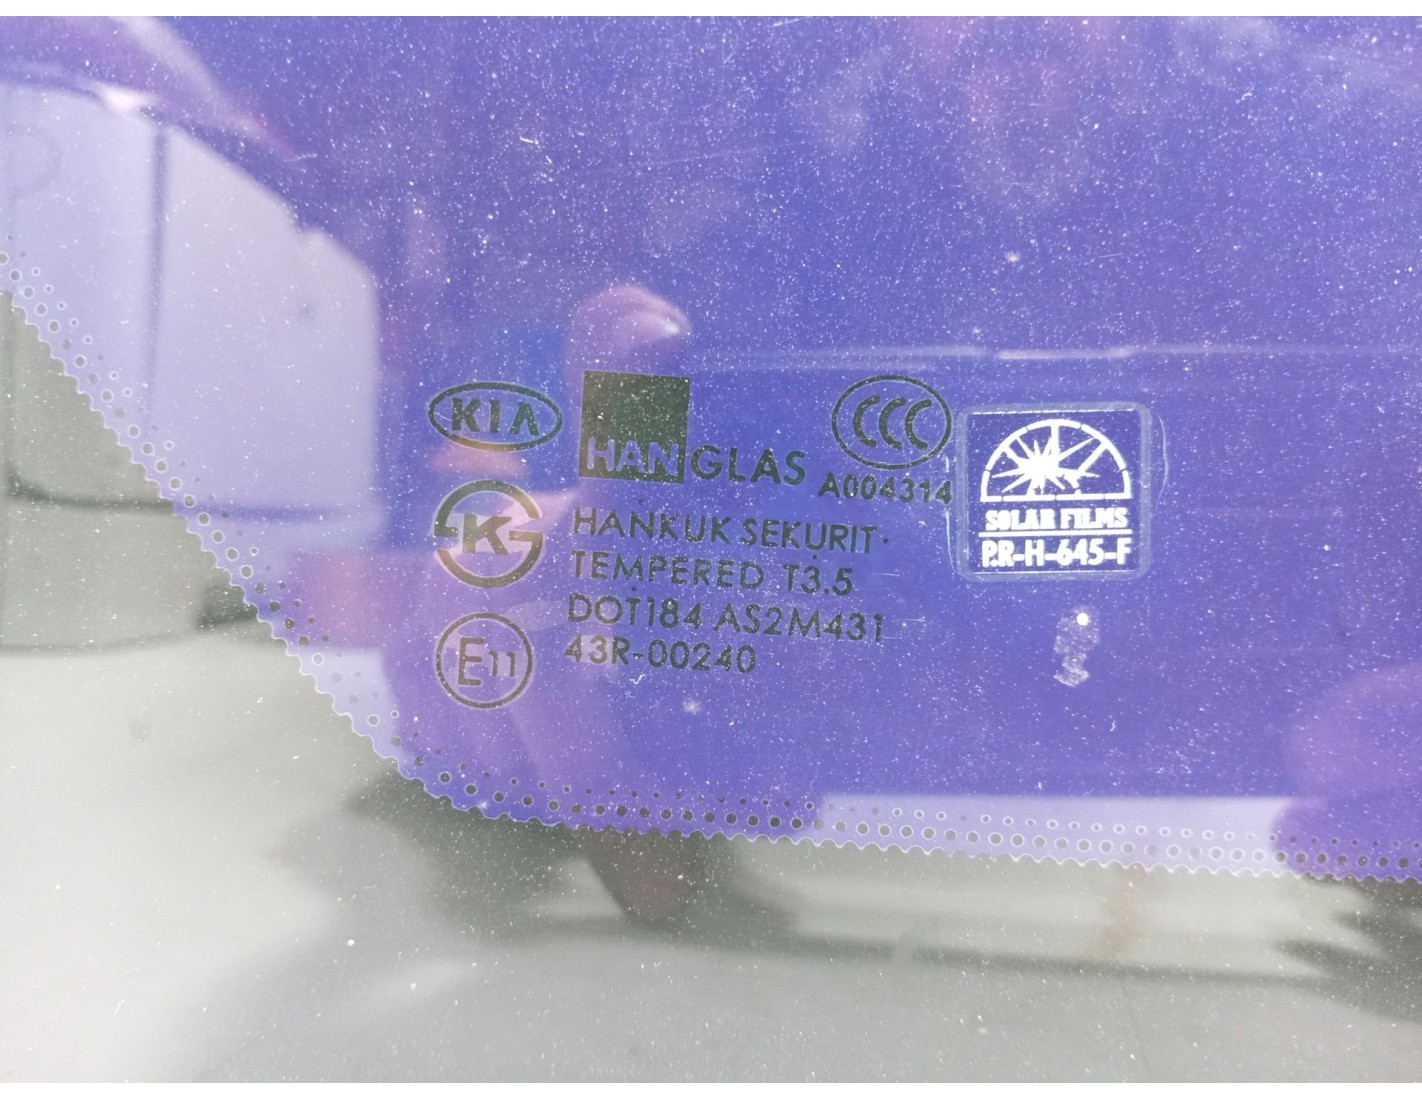 KIA
HANGLAS
CCC
A004314
K
HANKUK SEKURIT
TEMPERED T3.5
DOT184 AS2M431
E11
43R-00240
SOLAR FILMS
P.R-H-645-F